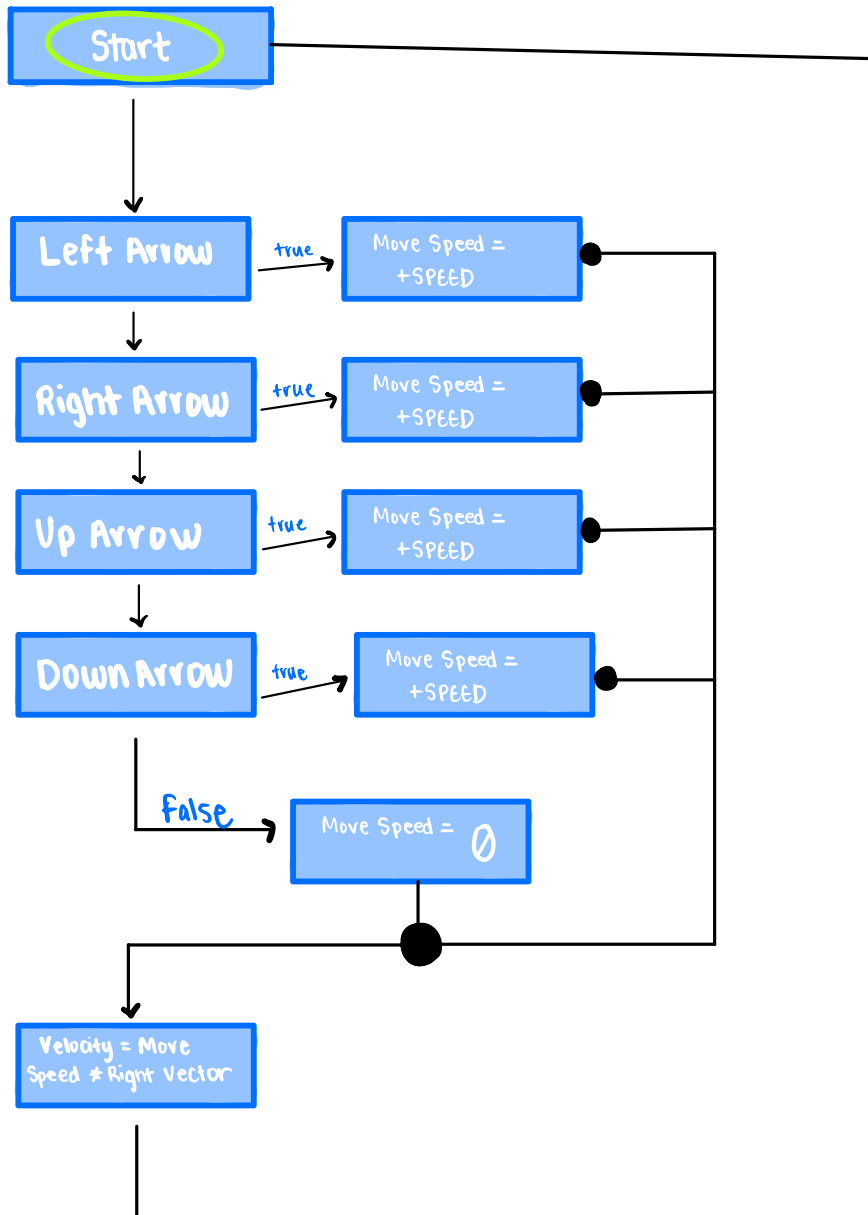 Start
Left Arrow
true
Move Speed =
+SPEED
Right Arrow
true
Move Speed =
+SPEED
Up Arrow
true
Move Speed =
+SPEED
Down Arrow
true
Move Speed =
+SPEED
False
Move Speed = 0
Velocity = Move
Speed * Right Vector